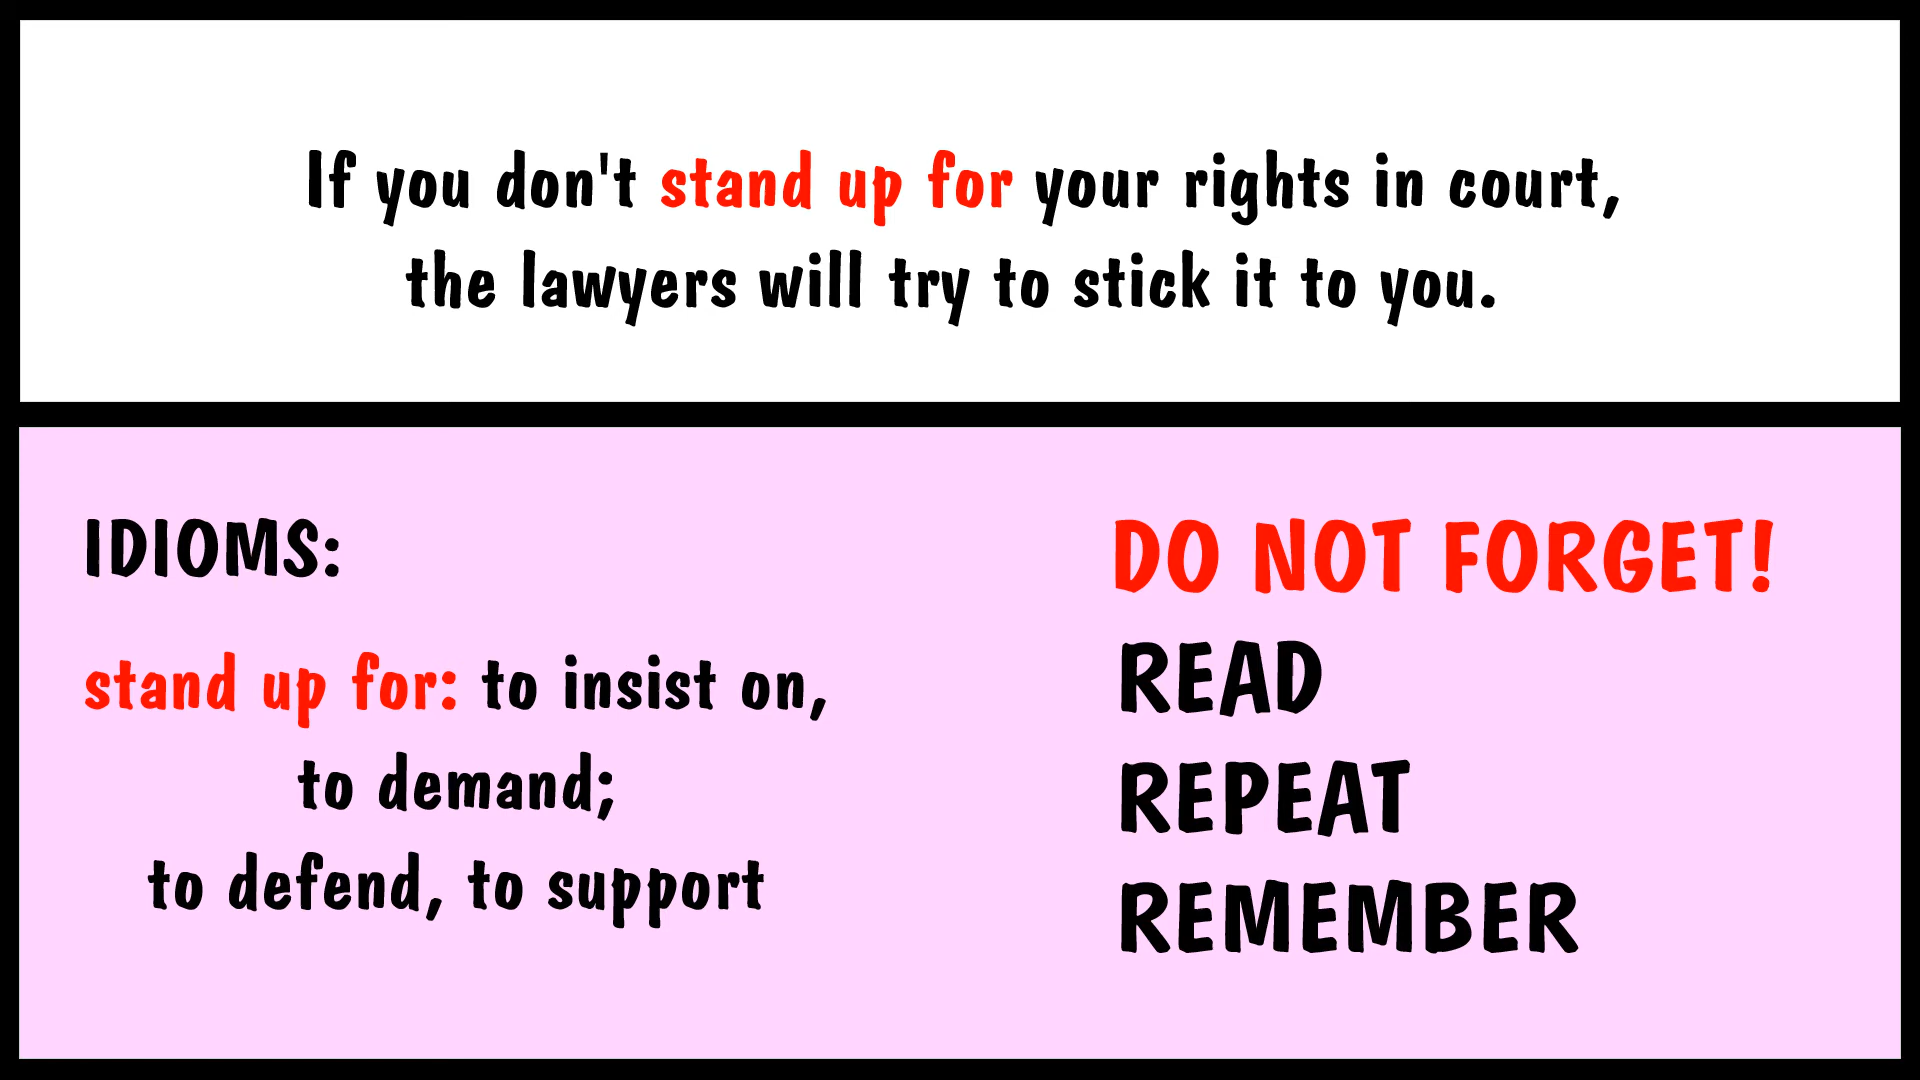 If you don't stand up for your rights in court,
the lawyers will try to stick it to you.
IDIOMS:
stand up for: to insist on,
to demand;
to defend, to support
DO NOT FORGET!
READ
REPEAT
REMEMBER